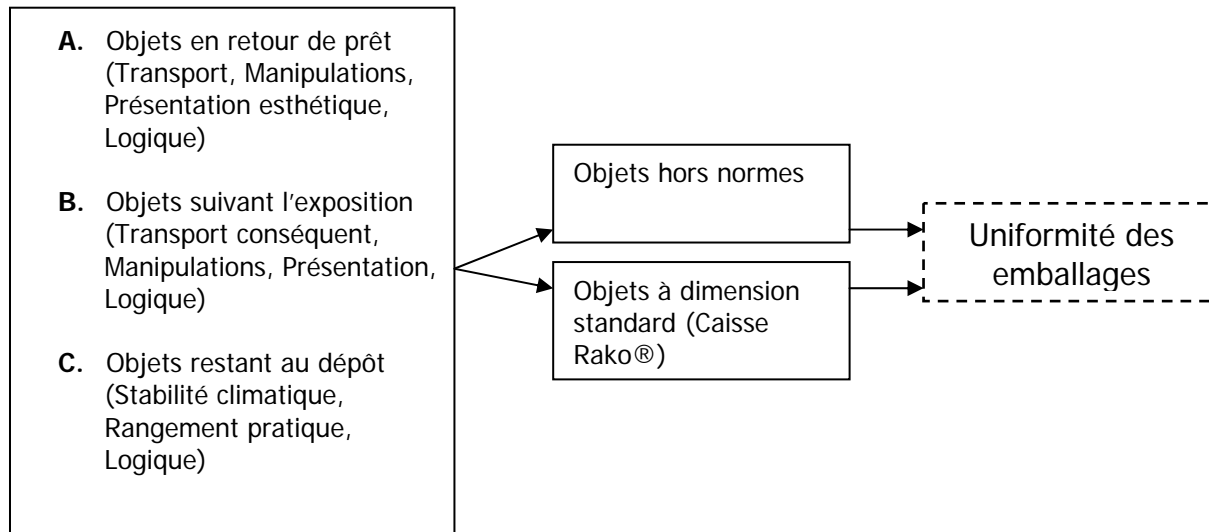 A. Objets en retour de prêt
(Transport, Manipulations,
Présentation esthétique,
Logique)
B. Objets suivant l'exposition
(Transport conséquent,
Manipulations, Présentation,
Logique)
C. Objets restant au dépôt
(Stabilité climatique,
Rangement pratique,
Logique)
Objets hors normes
Objets à dimension
standard (Caisse
Rako®)
Uniformité des
emballages